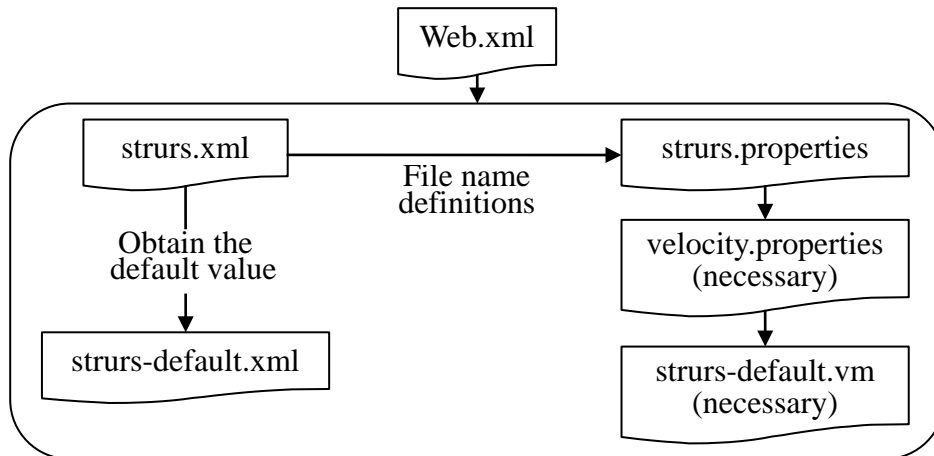 Web.xml
strurs.xml
strurs.properties
File name
definitions
Obtain the
default value
velocity.properties
(necessary)
strurs-default.xml
strurs-default.vm
(necessary)